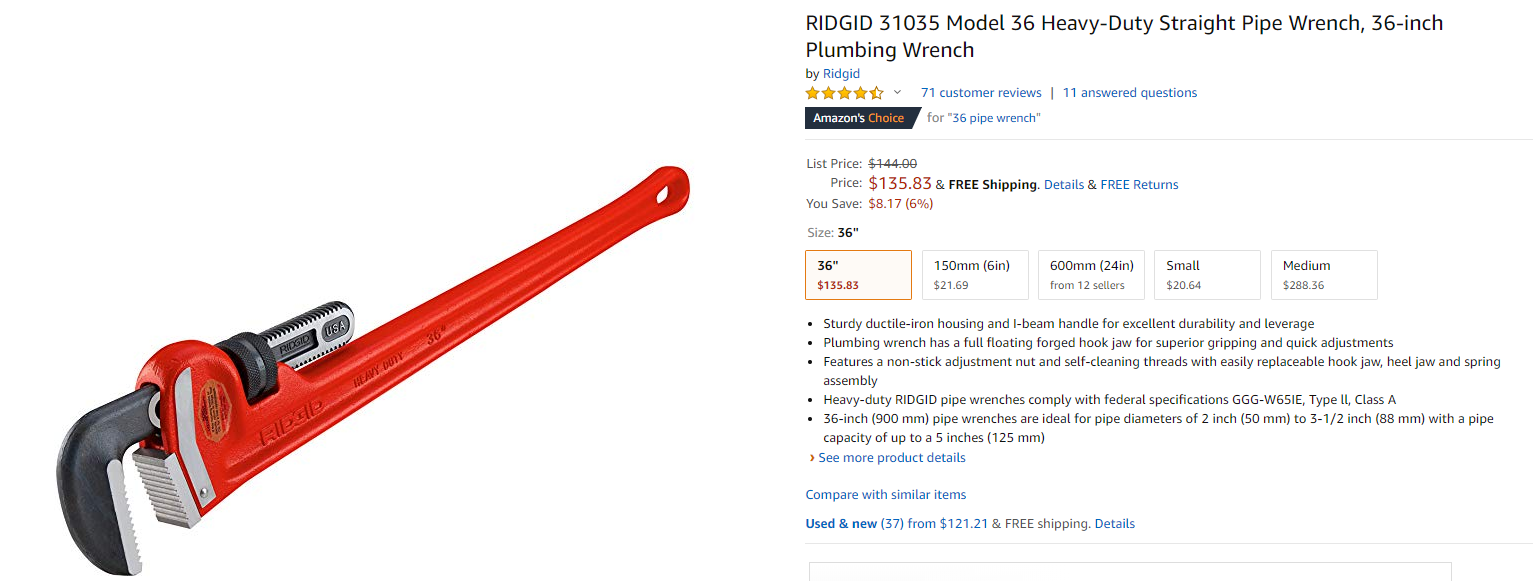 RIDGID 31035 Model 36 Heavy-Duty Straight Pipe Wrench, 36-inch
Plumbing Wrench
by Ridgid
71 customer reviews | 11 answered questions
Amazon's Choice for "36 pipe wrench"
List Price: $144.00
Price: $135.83 & FREE Shipping. Details & FREE Returns
You Save: $8.17 (6%)
Size: 36"
36" 150mm (6in) 600mm (24in) Small Medium
$135.83 $21.69 from 12 sellers $20.64 $288.36
• Sturdy ductile-iron housing and I-beam handle for excellent durability and leverage
• Plumbing wrench has a full floating forged hook jaw for superior gripping and quick adjustments
• Features a non-stick adjustment nut and self-cleaning threads with easily replaceable hook jaw, heel jaw and spring
assembly
• Heavy-duty RIDGID pipe wrenches comply with federal specifications GGG-W65IE, Type ll, Class A
• 36-inch (900 mm) pipe wrenches are ideal for pipe diameters of 2 inch (50 mm) to 3-1/2 inch (88 mm) with a pipe
capacity of up to a 5 inches (125 mm)
› See more product details
Compare with similar items
Used & new (37) from $121.21 & FREE shipping. Details
RIDGID USA
RIDGID HEAVY DUTY 36"